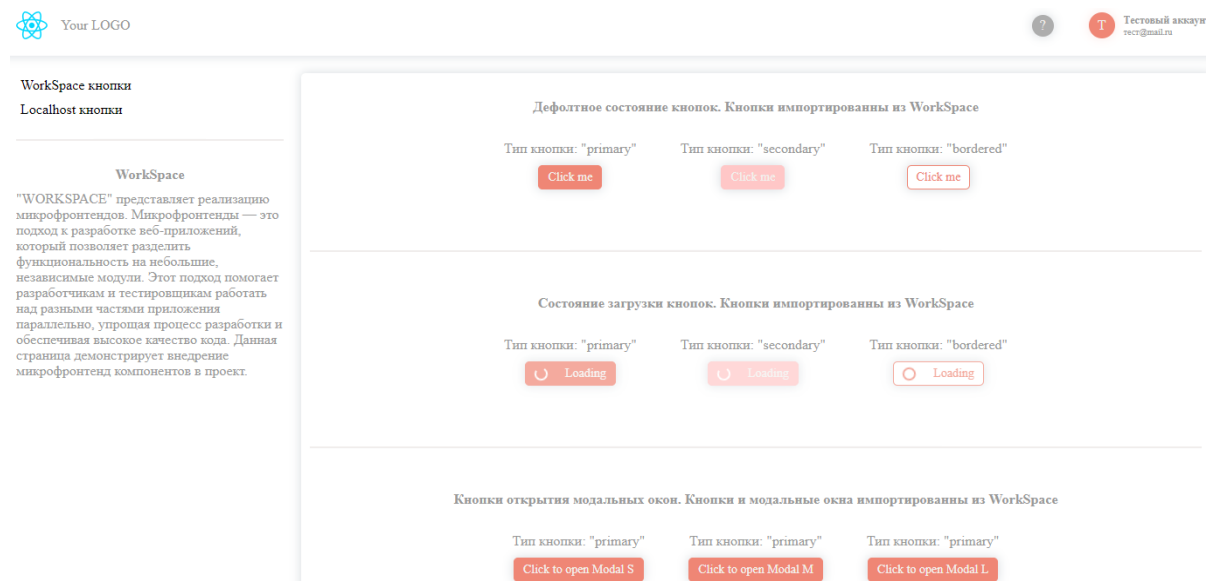 Your LOGO
?
T
Тестовый аккаун
тест@mail.ru
WorkSpace кнопки
Localhost кнопки
WorkSpace
"WORKSPACE" представляет реализацию
микрофронтендов. Микрофронтенды — это
подход к разработке веб-приложений,
который позволяет разделить
функциональность на небольшие,
независимые модули. Этот подход помогает
разработчикам и тестировщикам работать
над разными частями приложения
параллельно, упрощая процесс разработки и
обеспечивая высокое качество кода. Данная
страница демонстрирует внедрение
микрофронтенд компонентов в проект.
Дефолтное состояние кнопок. Кнопки импортированны из WorkSpace
Тип кнопки: "primary" Тип кнопки: "secondary" Тип кнопки: "bordered"
Click me Click me Click me
Состояние загрузки кнопок. Кнопки импортированны из WorkSpace
Тип кнопки: "primary" Тип кнопки: "secondary" Тип кнопки: "bordered"
Loading Loading Loading
Кнопки открытия модальных окон. Кнопки и модальные окна импортированны из WorkSpace
Тип кнопки: "primary" Тип кнопки: "primary" Тип кнопки: "primary"
Click to open Modal S Click to open Modal M Click to open Modal L